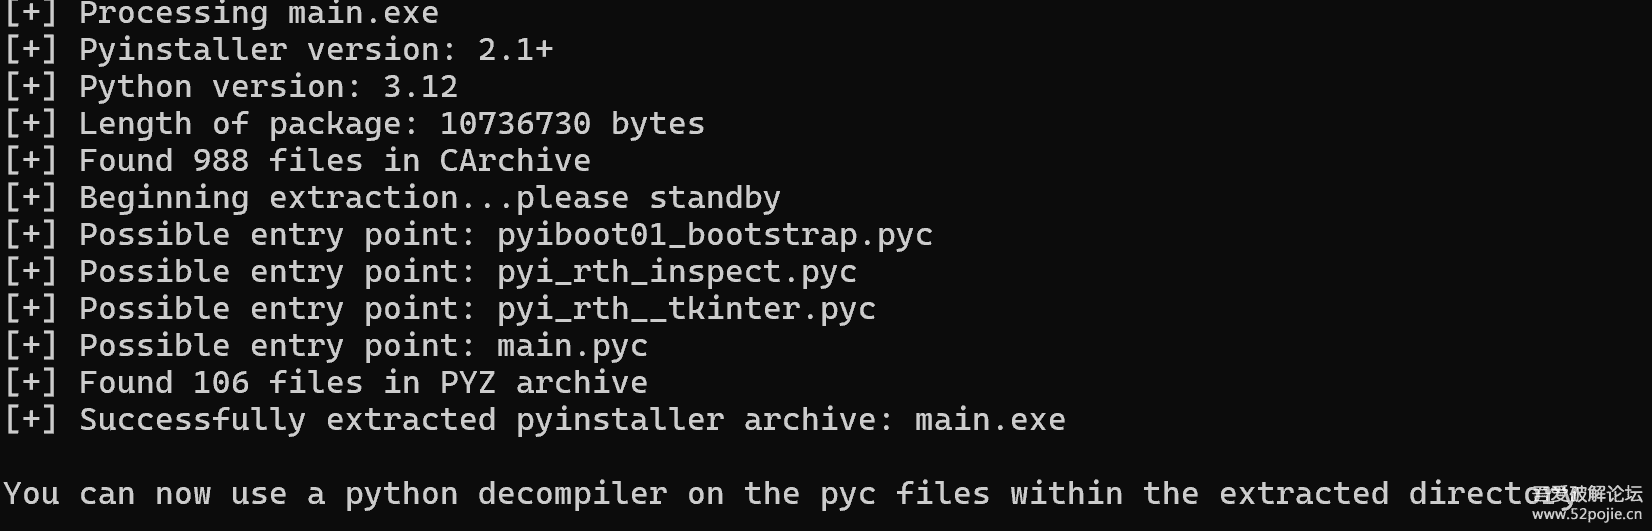 [+] Processing main.exe
[+] Pyinstaller version: 2.1+
[+] Python version: 3.12
[+] Length of package: 10736730 bytes
[+] Found 988 files in CArchive
[+] Beginning extraction...please standby
[+] Possible entry point: pyiboot01_bootstrap.pyc
[+] Possible entry point: pyi_rth_inspect.pyc
[+] Possible entry point: pyi_rth__tkinter.pyc
[+] Possible entry point: main.pyc
[+] Found 106 files in PYZ archive
[+] Successfully extracted pyinstaller archive: main.exe
You can now use a python decompiler on the pyc files within the extracted directory
吾爱破解论坛
www.52pojie.cn